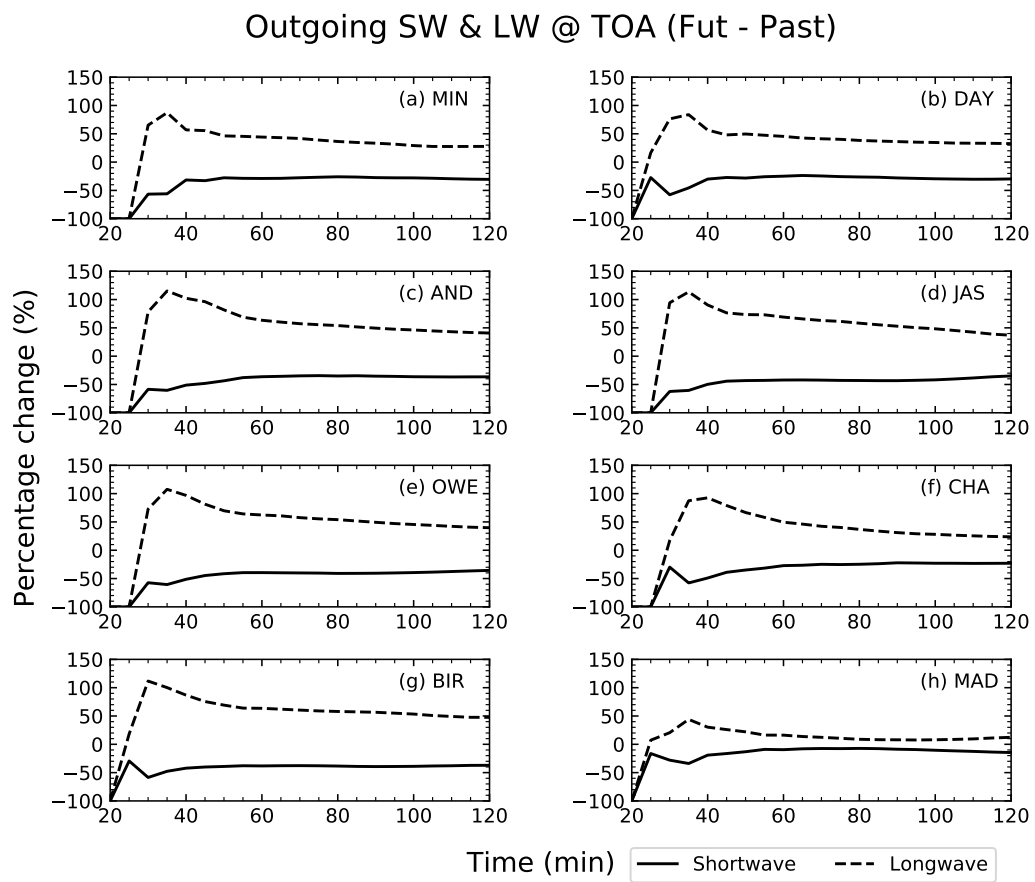 Outgoing SW & LW @ TOA (Fut - Past)
Percentage change (%)
(a) MIN
150
100
50
0
−50
−100
20 40 60 80 100 120
(b) DAY
150
100
50
0
−50
−100
20 40 60 80 100 120
(c) AND
150
100
50
0
−50
−100
20 40 60 80 100 120
(d) JAS
150
100
50
0
−50
−100
20 40 60 80 100 120
(e) OWE
150
100
50
0
−50
−100
20 40 60 80 100 120
(f) CHA
150
100
50
0
−50
−100
20 40 60 80 100 120
(g) BIR
150
100
50
0
−50
−100
20 40 60 80 100 120
(h) MAD
150
100
50
0
−50
−100
20 40 60 80 100 120
Time (min)
Shortwave Longwave